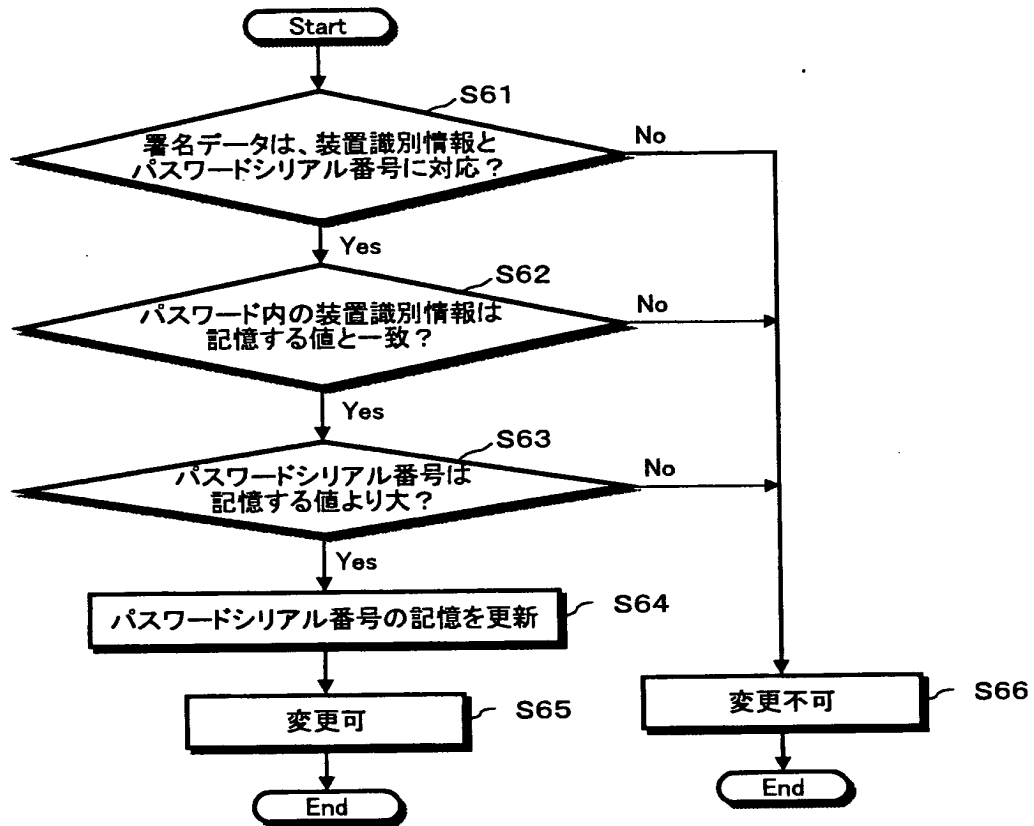 Start
S61
署名データは、装置識別情報と
パスワードシリアル番号に対応?
No
Yes
S62
パスワード内の装置識別情報は
記憶する値と一致?
No
Yes
S63
パスワードシリアル番号は
記憶する値より大?
No
Yes
パスワードシリアル番号の記憶を更新
S64
変更可
S65
変更不可
S66
End
End